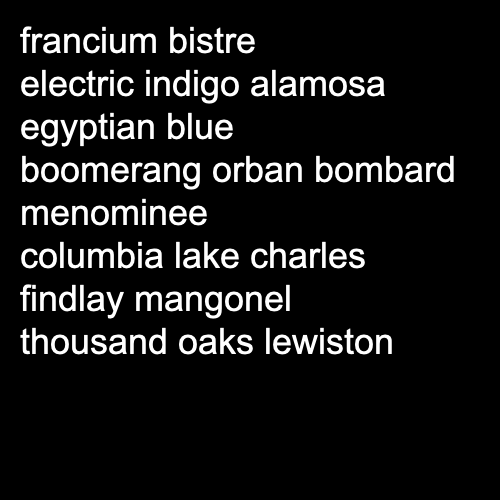 francium bistre
electric indigo alamosa
egyptian blue
boomerang orban bombard
menominee
columbia lake charles
findlay mangonel
thousand oaks lewiston